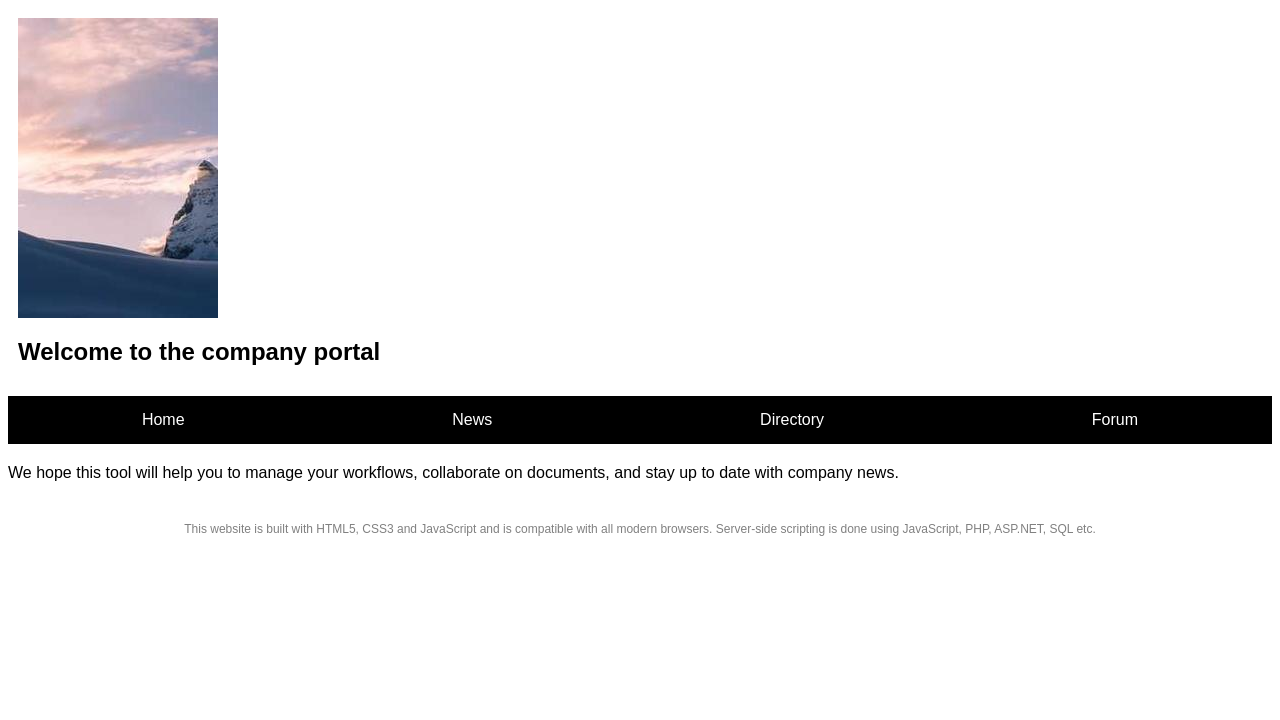 Welcome to the company portal
Home News Directory Forum
We hope this tool will help you to manage your workflows, collaborate on documents, and stay up to date with company news.
This website is built with HTML5, CSS3 and JavaScript and is compatible with all modern browsers. Server-side scripting is done using JavaScript, PHP, ASP.NET, SQL etc.